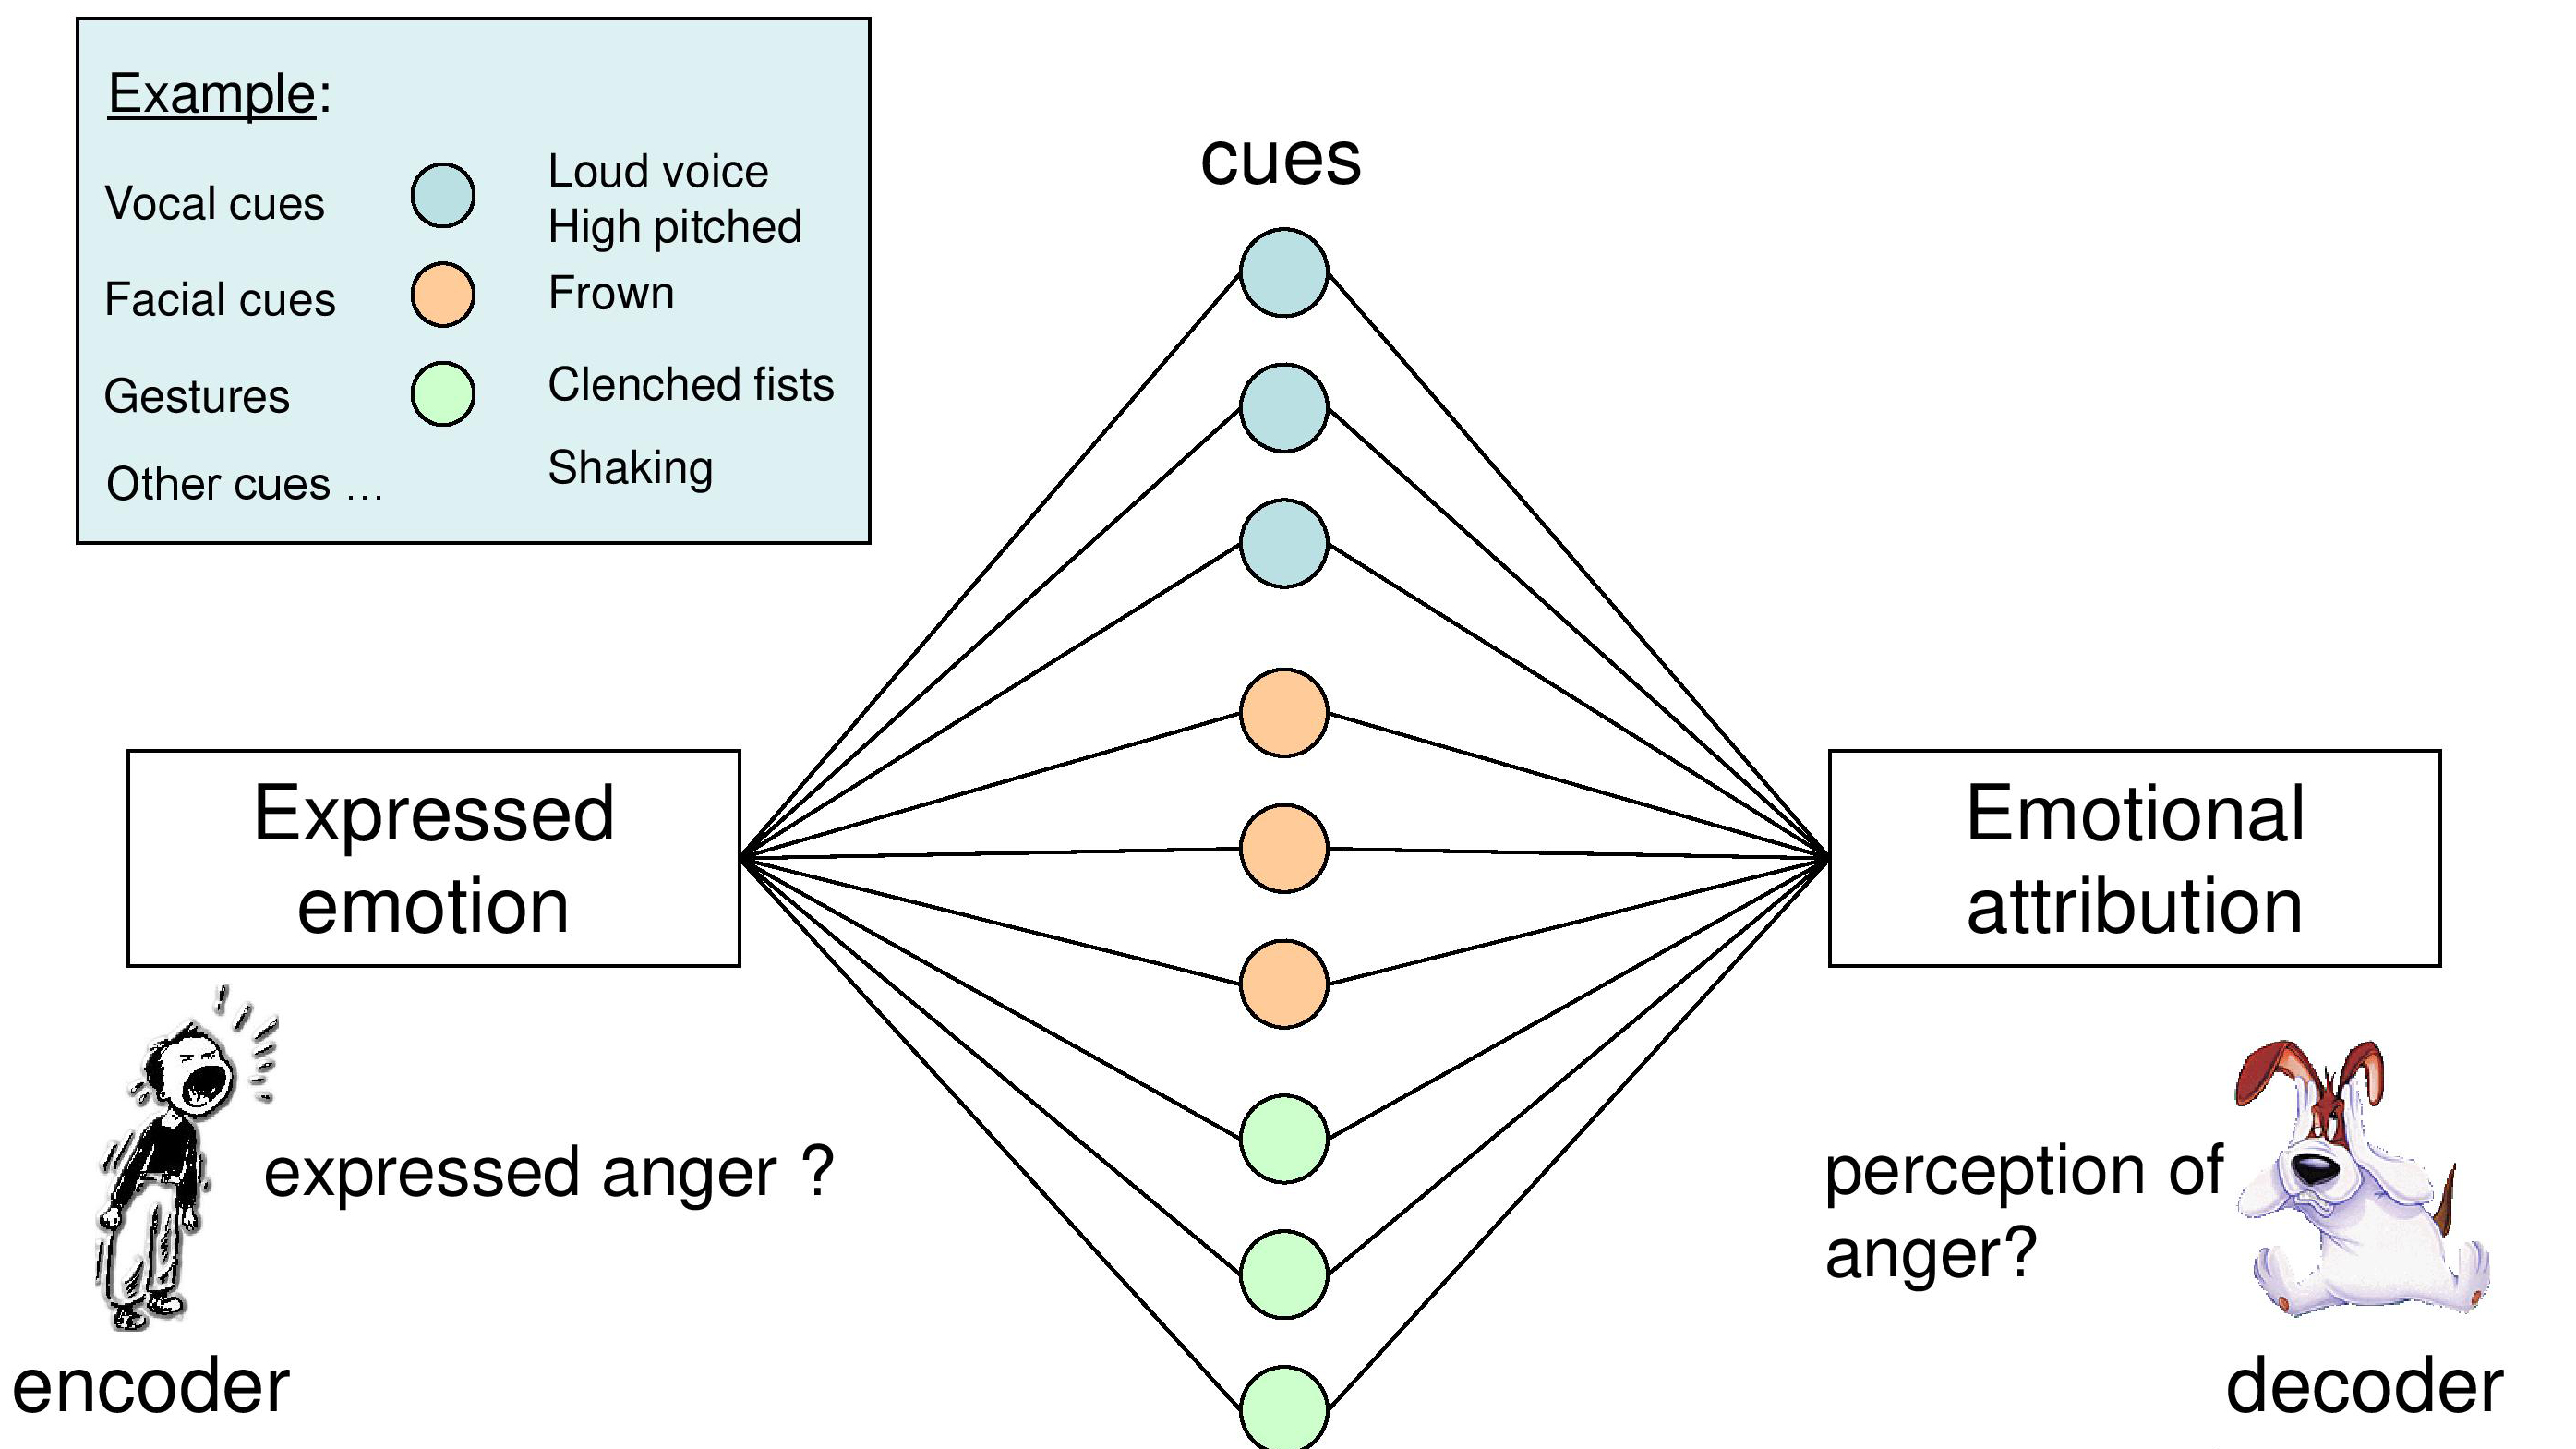 Example:
Vocal cues
Loud voice
High pitched
Facial cues
Frown
Gestures
Clenched fists
Other cues …
Shaking
cues
Expressed
emotion
Emotional
attribution
expressed anger ?
perception of
anger?
encoder
decoder